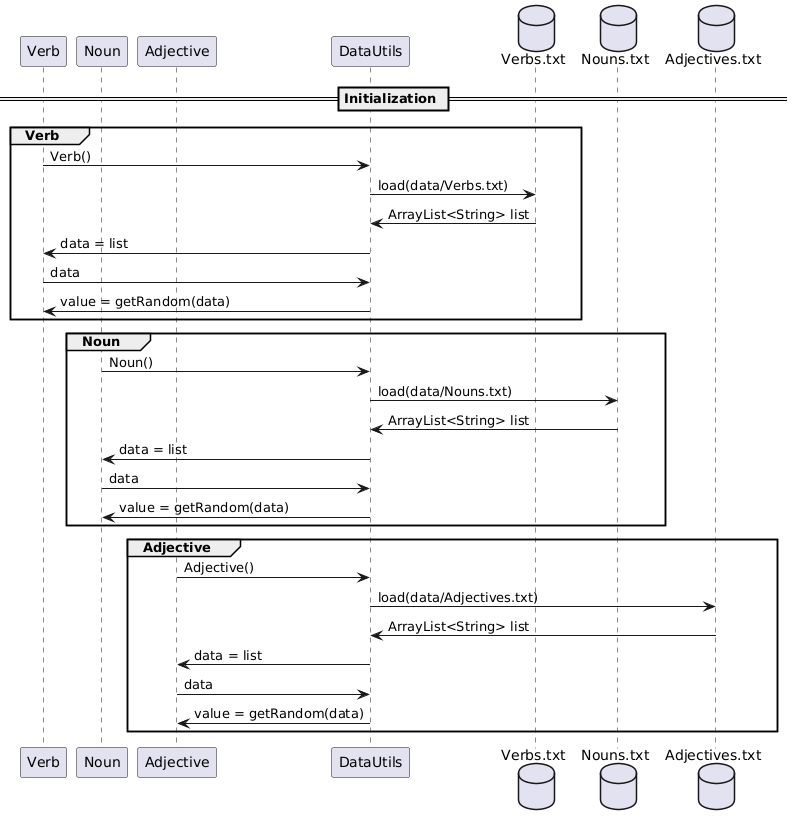 Verb Noun Adjective DataUtils Verbs.txt Nouns.txt Adjectives.txt
Initialization
Verb
Verb()
load(data/Verbs.txt)
ArrayList<String> list
data = list
data
value = getRandom(data)
Noun
Noun()
load(data/Nouns.txt)
ArrayList<String> list
data = list
data
value = getRandom(data)
Adjective
Adjective()
load(data/Adjectives.txt)
ArrayList<String> list
data = list
data
value = getRandom(data)
Verb Noun Adjective DataUtils Verbs.txt Nouns.txt Adjectives.txt